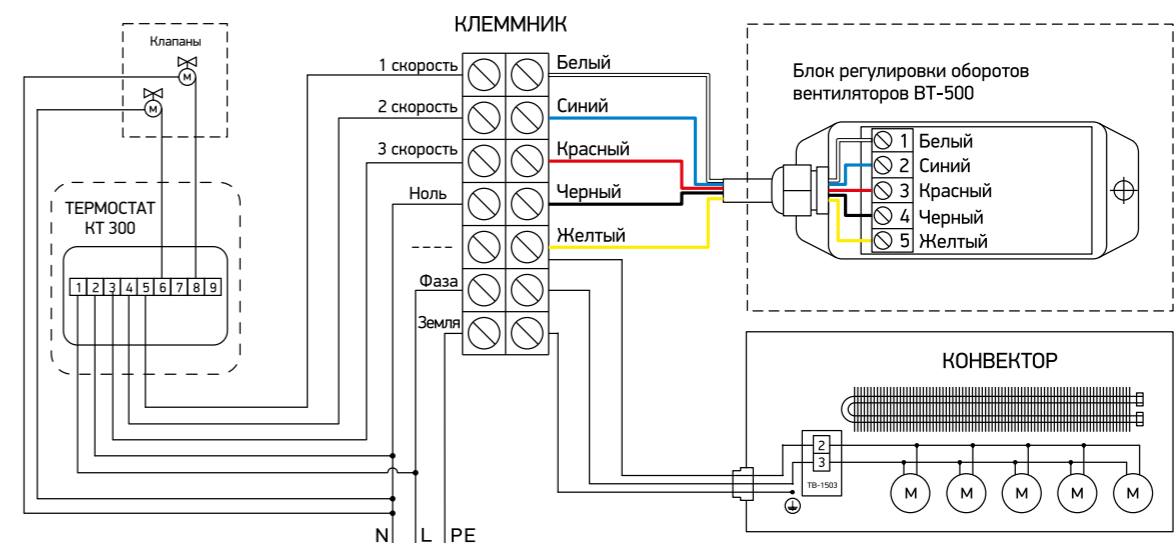 КЛЕММНИК
Клапаны
М
М
ТЕРМОСТАТ
КТ 300
1 2 3 4 5 6 7 8 9
1 скорость
2 скорость
3 скорость
Ноль
----
Фаза
Земля
Белый
Синий
Красный
Черный
Желтый
Блок регулировки оборотов
вентиляторов ВТ-500
1 Белый
2 Синий
3 Красный
4 Черный
5 Желтый
КОНВЕКТОР
2
3
ТВ-1503
М М М М М
N L PE